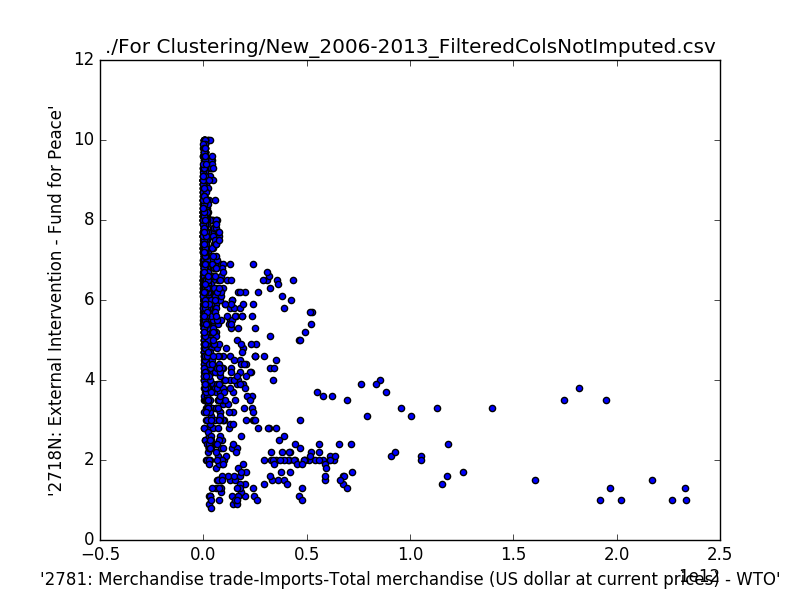 ./For Clustering/New_2006-2013_FilteredColsNotImputed.csv
12
10
8
6
4
2
0
'2718N: External Intervention - Fund for Peace'
−0.5 0.0 0.5 1.0 1.5 2.0 2.5
1e12
'2781: Merchandise trade-Imports-Total merchandise (US dollar at current prices) - WTO'